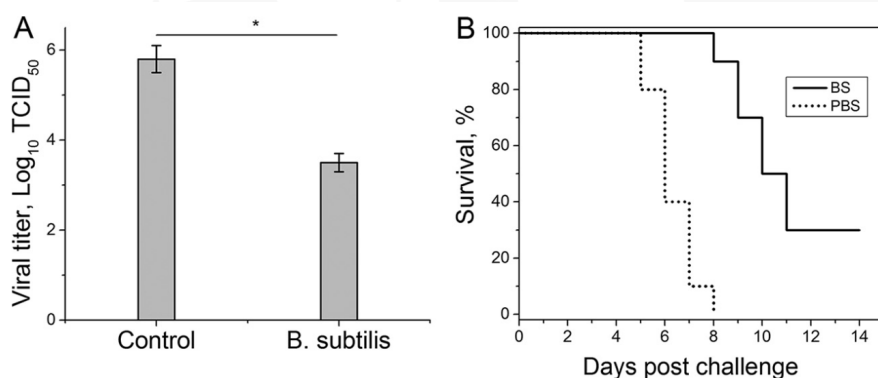 A
Viral titer, Log10 TCID50
6
4
2
0
*
Control
B. subtilis
B
Survival, %
100
80
60
40
20
0
BS
PBS
0 2 4 6 8 10 12 14
Days post challenge